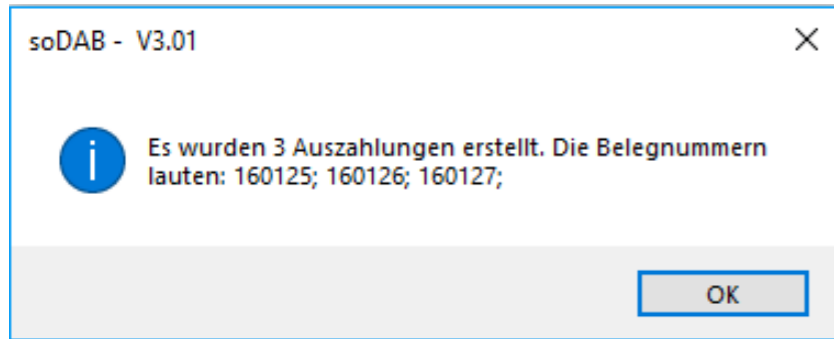 soDAB - V3.01
Es wurden 3 Auszahlungen erstellt. Die Belegnummern
lauten: 160125; 160126; 160127;
OK